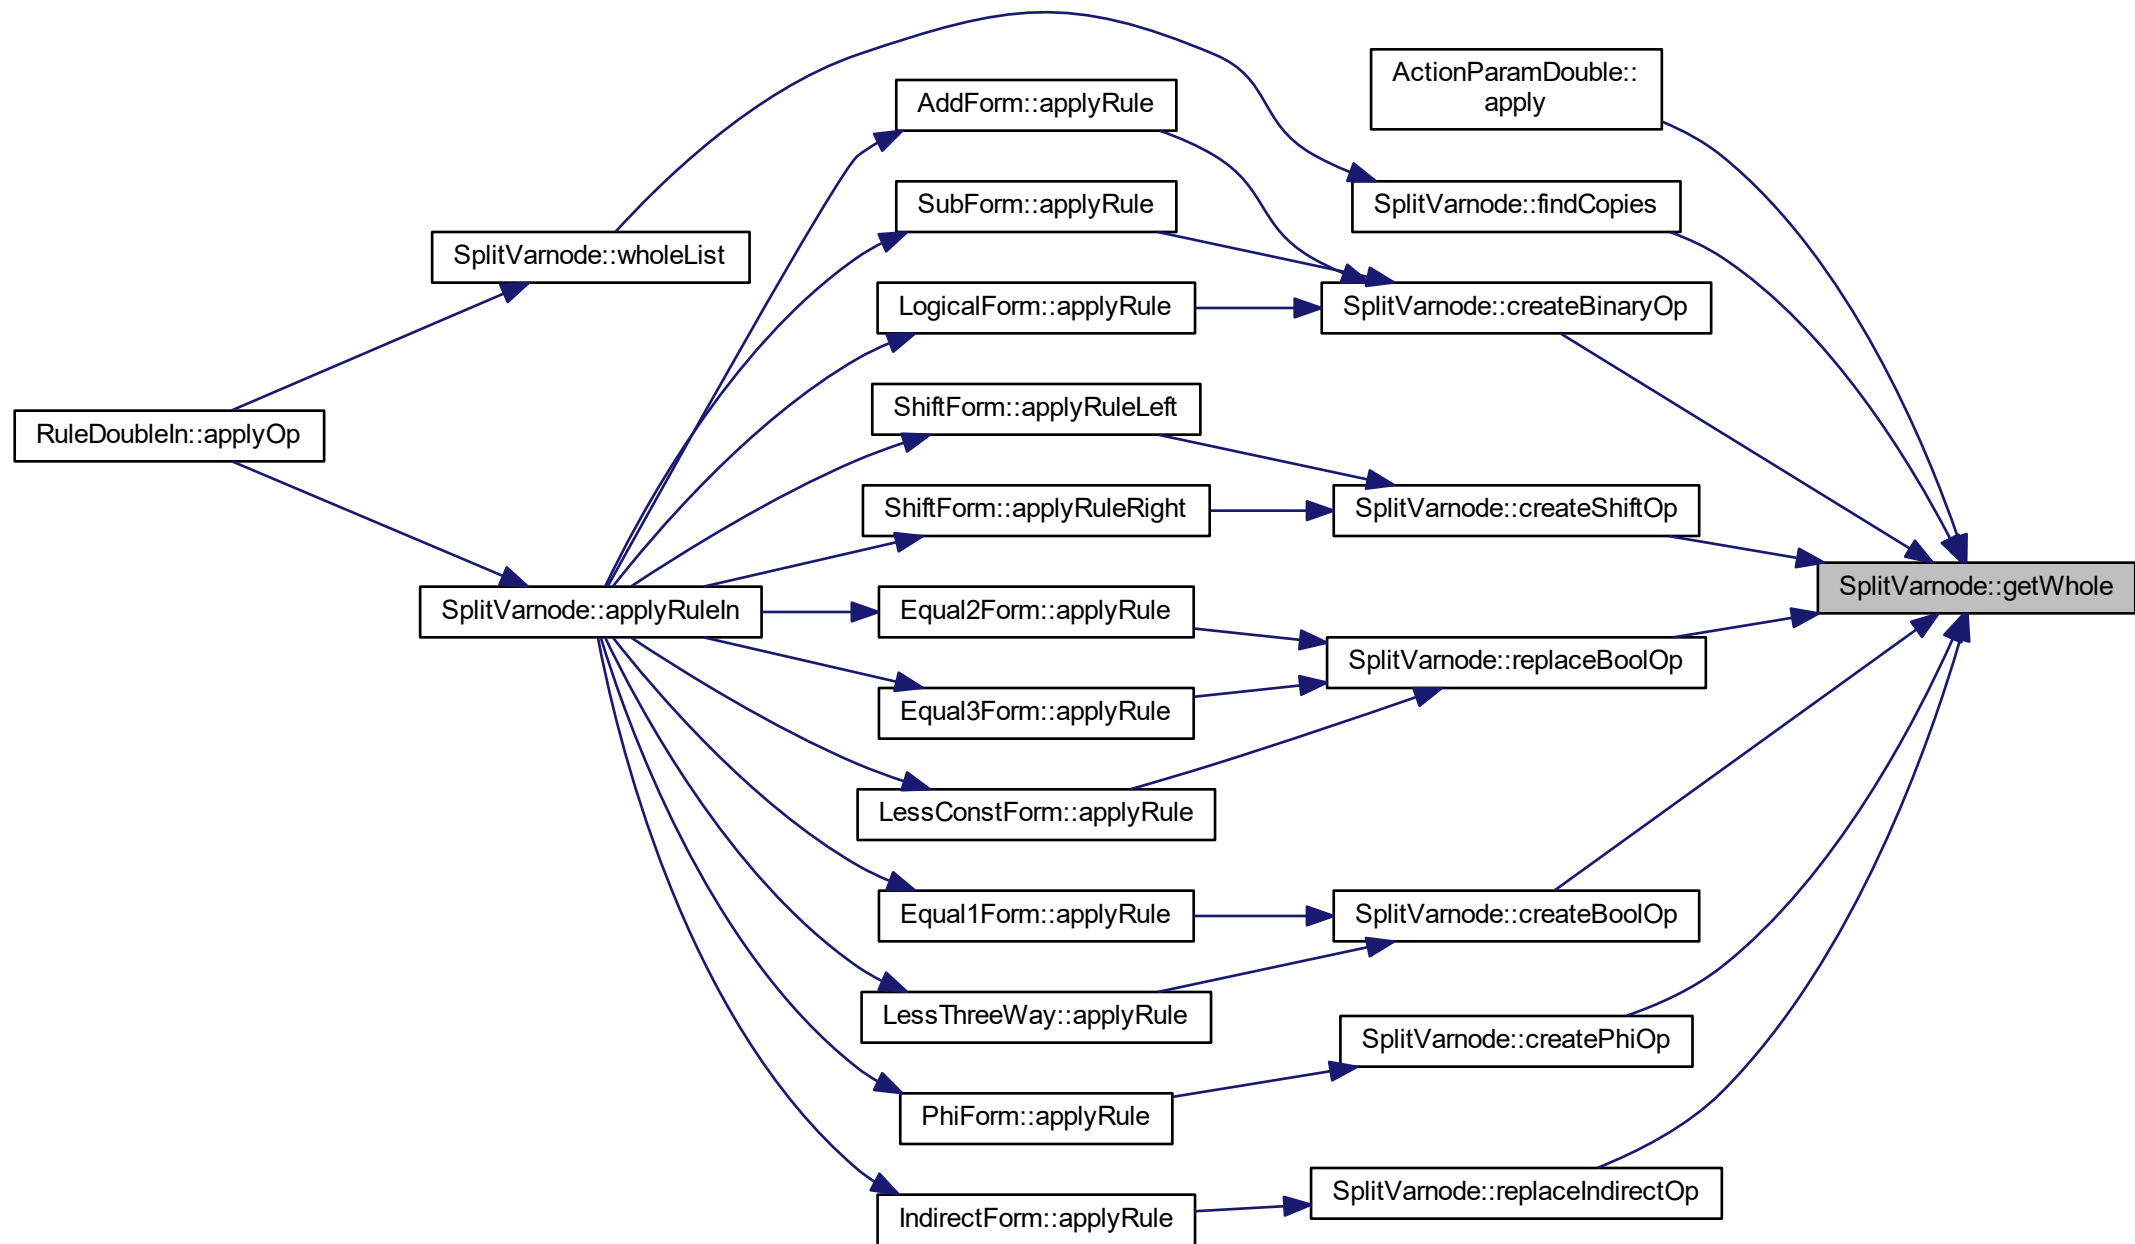 ActionParamDouble::
apply
AddForm::applyRule
SubForm::applyRule
SplitVarnode::findCopies
SplitVarnode::wholeList
LogicalForm::applyRule
SplitVarnode::createBinaryOp
ShiftForm::applyRuleLeft
RuleDoubleIn::applyOp
ShiftForm::applyRuleRight
SplitVarnode::createShiftOp
SplitVarnode::getWhole
SplitVarnode::applyRuleIn
Equal2Form::applyRule
SplitVarnode::replaceBoolOp
Equal3Form::applyRule
LessConstForm::applyRule
Equal1Form::applyRule
SplitVarnode::createBoolOp
LessThreeWay::applyRule
SplitVarnode::createPhiOp
PhiForm::applyRule
SplitVarnode::replaceIndirectOp
IndirectForm::applyRule